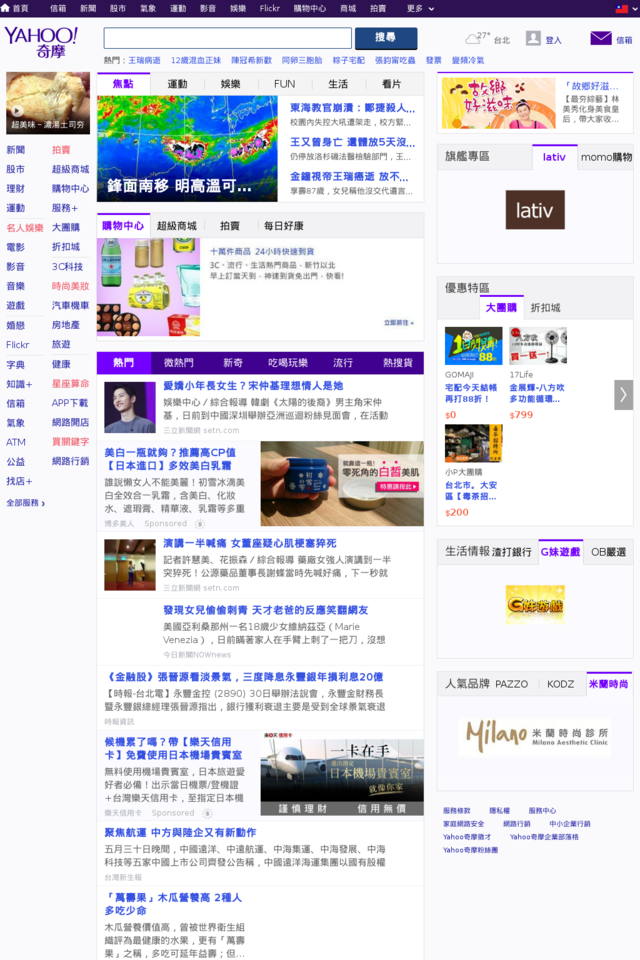 首頁 信箱 新聞 股市 氣象 運動 影音 娛樂 Flickr 購物中心 商城 拍賣 更多
YAHOO!
奇摩
搜尋
27° 台北
登入
信箱
熱門：王瑞病逝 12歲混血正妹 陳冠希新歡 同卵三胞胎 粽子宅配 張鈞甯吃蟲 發票 變頻冷氣
超美味－濃湯土司夯
新聞 拍賣
股市 超級商城
理財 購物中心
運動 服務+
名人娛樂 大團購
電影 折扣城
影音 3C科技
音樂 時尚美妝
遊戲 汽車機車
婚戀 房地產
Flickr 旅遊
字典 健康
知識+ 星座算命
信箱 APP下載
氣象 網路開店
ATM 買關鍵字
公益 網路行銷
找店+
全部服務 ›
焦點 運動 娛樂 FUN 生活 看片
鋒面南移 明高溫可...
東海教官崩潰：鄭捷殺人...
校園內失控大吼遭架走，校方緊...
王又曾身亡 遺體放5天沒...
仍停放洛杉磯法醫檢驗部門，王...
金鐘視帝王瑞癌逝 放不...
享壽87歲，女兒稱他沒交代遺言...
購物中心 超級商城 拍賣 每日好康
十萬件商品 24小時快速到貨
3C、流行、生活熱門商品－新竹以北
早上訂當天到－神速到貨免出門－快看!
立即前往 »
熱門 微熱門 新奇 吃喝玩樂 流行 熱搜貨
愛嬌小年長女生？宋仲基理想情人是她
娛樂中心／綜合報導 韓劇《太陽的後裔》男主角宋仲
基，日前到中國深圳舉辦亞洲巡迴粉絲見面會，在活動
三立新聞網 setn.com
美白一瓶就夠？推薦高CP值
【日本進口】多效美白乳霜
誰說懶女人不能美麗！初雪冰滴美
白全效合一乳霜，含美白、化妝
水、遮瑕膏、精華液、乳霜等多重
博多美人 Sponsored
就靠這一瓶!
零死角的白皙美肌
特惠請按此
演講一半喊痛 女董座疑心肌梗塞猝死
記者許慧美、花振森／綜合報導 藥廠女強人演講到一半
突猝死！公源藥品董事長謝蝶當時先喊好痛，下一秒就
三立新聞網 setn.com
發現女兒偷偷刺青 天才老爸的反應笑翻網友
美國亞利桑那州一名18歲少女維納茲亞（Marie
Venezia），日前瞞著家人在手臂上刺了一把刀，沒想
今日新聞NOWnews
《金融股》張晉源看淡景氣，三度降息永豐銀年損利息20億
【時報-台北電】永豐金控 (2890) 30日舉辦法說會，永豐金財務長
暨永豐銀總經理張晉源指出，銀行獲利衰退主要是受到全球景氣衰退
時報資訊
候機累了嗎？帶【樂天信用
卡】免費使用日本機場貴賓室
無料使用機場貴賓室，日本旅遊愛
好者必備！出示當日機票/登機證
+台灣樂天信用卡，至指定日本機
樂天信用卡 Sponsored
一卡在手
日本機場貴賓室
就像你家
謹慎理財 信用無價
聚焦航運 中方與陸企又有新動作
五月三十日晚間，中國遠洋、中遠航運、中海集運、中海發展、中海
科技等五家中國上市公司齊發公告稱，中國遠洋海運集團以國有股權
台灣新生報
「萬壽果」木瓜營養高 2種人
多吃少命
木瓜營養價值高，曾被世界衛生組
織評為最健康的水果，更有「萬壽
果」之稱，多吃可延年益壽；但...
故鄉
好滋味
「故鄉好滋...
【最夯綜藝】林
美秀化身美食皇
后，帶大家收...
旗艦專區 lativ momo購物
lativ
優惠特區
大團購 折扣城
GOMAJI
宅配今天結帳
再打88折！
$0
17Life
金展輝-八方吹
多功能循環...
$799
買一送一!
小P大團購
台北市。大安
區【毒茶招...
$200
生活情報 渣打銀行 G妹遊戲 OB嚴選
G妹遊戲
人氣品牌 PAZZO KODZ 米蘭時尚
Milano 米蘭時尚診所
Milano Aesthetic Clinic
服務條款 隱私權 服務中心
家庭網路安全 網路行銷 中小企業行銷
Yahoo奇摩徵才 Yahoo奇摩企業部落格
Yahoo奇摩粉絲團